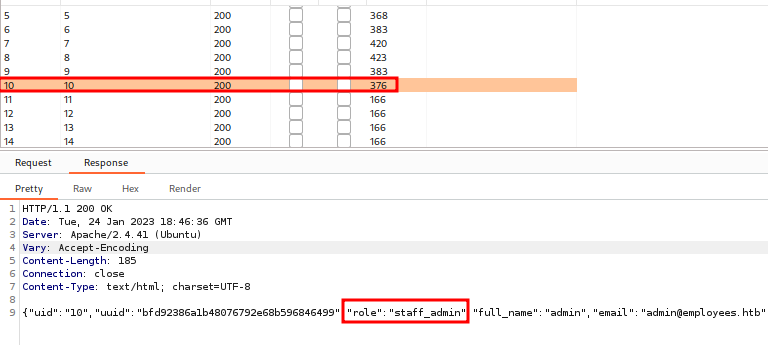 5 5 200 368
6 6 200 383
7 7 200 420
8 8 200 423
9 9 200 383
10 10 200 376
11 11 200 166
12 12 200 166
13 13 200 166
14 14 200 166
Request Response
Pretty Raw Hex Render
1 HTTP/1.1 200 OK
2 Date: Tue, 24 Jan 2023 18:46:36 GMT
3 Server: Apache/2.4.41 (Ubuntu)
4 Vary: Accept-Encoding
5 Content-Length: 185
6 Connection: close
7 Content-Type: text/html; charset=UTF-8
8
9 {"uid":"10","uuid":"bfd92386a1b48076792e68b596846499" "role":"staff_admin" "full_name":"admin","email":"admin@employees.htb"